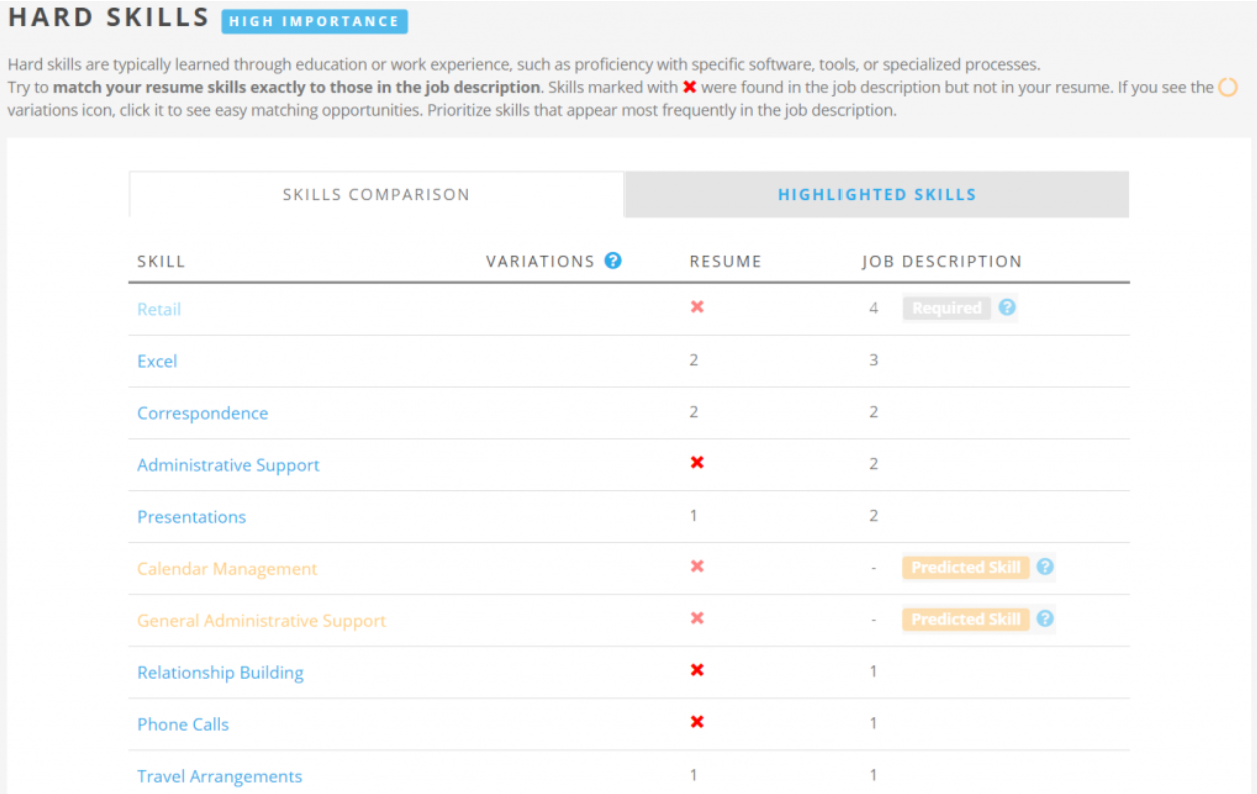 HARD SKILLS HIGH IMPORTANCE
Hard skills are typically learned through education or work experience, such as proficiency with specific software, tools, or specialized processes.
Try to match your resume skills exactly to those in the job description. Skills marked with ✖ were found in the job description but not in your resume. If you see the
variations icon, click it to see easy matching opportunities. Prioritize skills that appear most frequently in the job description.
SKILLS COMPARISON HIGHLIGHTED SKILLS
SKILL VARIATIONS ? RESUME JOB DESCRIPTION
Retail ✖ 4 Required ?
Excel 2 3
Correspondence 2 2
Administrative Support ✖ 2
Presentations 1 2
Calendar Management ✖ - Predicted Skill ?
General Administrative Support ✖ - Predicted Skill ?
Relationship Building ✖ 1
Phone Calls ✖ 1
Travel Arrangements 1 1